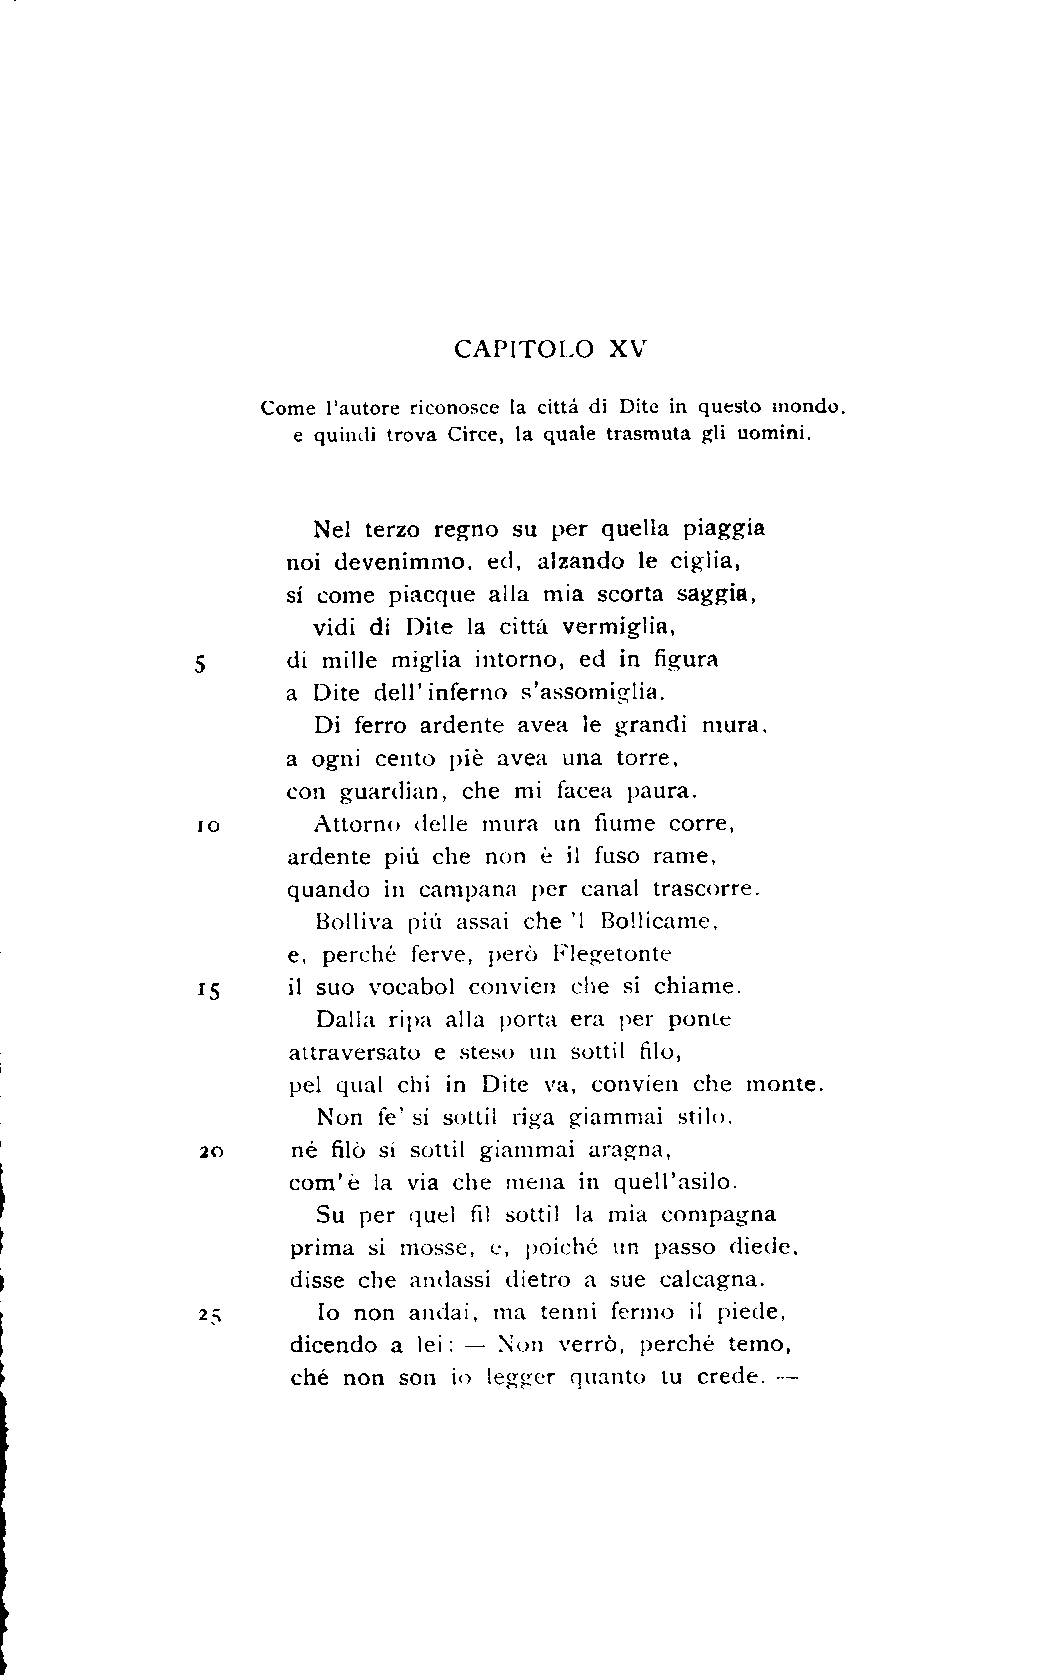 CAPITOLO XV
Come l'autore riconosce la cittá di Dite in questo mondo,
e quindi trova Circe, la quale trasmuta gli uomini.
Nel terzo regno su per quella piaggia
noi devenimmo, ed, alzando le ciglia,
sí come piacque alla mia scorta saggia,
vidi di Dite la cittá vermiglia,
5 di mille miglia intorno, ed in figura
a Dite dell'inferno s'assomiglia.
Di ferro ardente avea le grandi mura,
a ogni cento piè avea una torre,
con guardian, che mi facea paura.
10 Attorno delle mura un fiume corre,
ardente piú che non è il fuso rame,
quando in campana per canal trascorre.
Bolliva piú assai che 'l Bollicame,
e, perché ferve, però Flegetonte
15 il suo vocabol convien che si chiame.
Dalla ripa alla porta era per ponte
attraversato e steso un sottil filo,
pel qual chi in Dite va, convien che monte.
Non fe' sí sottil riga giammai stilo,
20 né filò sí sottil giammai aragna,
com'è la via che mena in quell'asilo.
Su per quel fil sottil la mia compagna
prima si mosse, e, poiché un passo diede,
disse che andassi dietro a sue calcagna.
25 Io non andai, ma tenni fermo il piede,
dicendo a lei: — Non verrò, perché temo,
ché non son io legger quanto tu crede. —